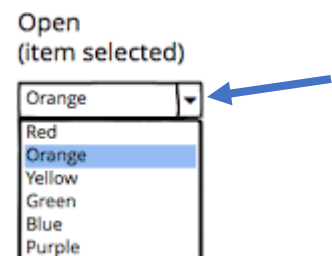 Open
(item selected)
Orange
Red
Orange
Yellow
Green
Blue
Purple